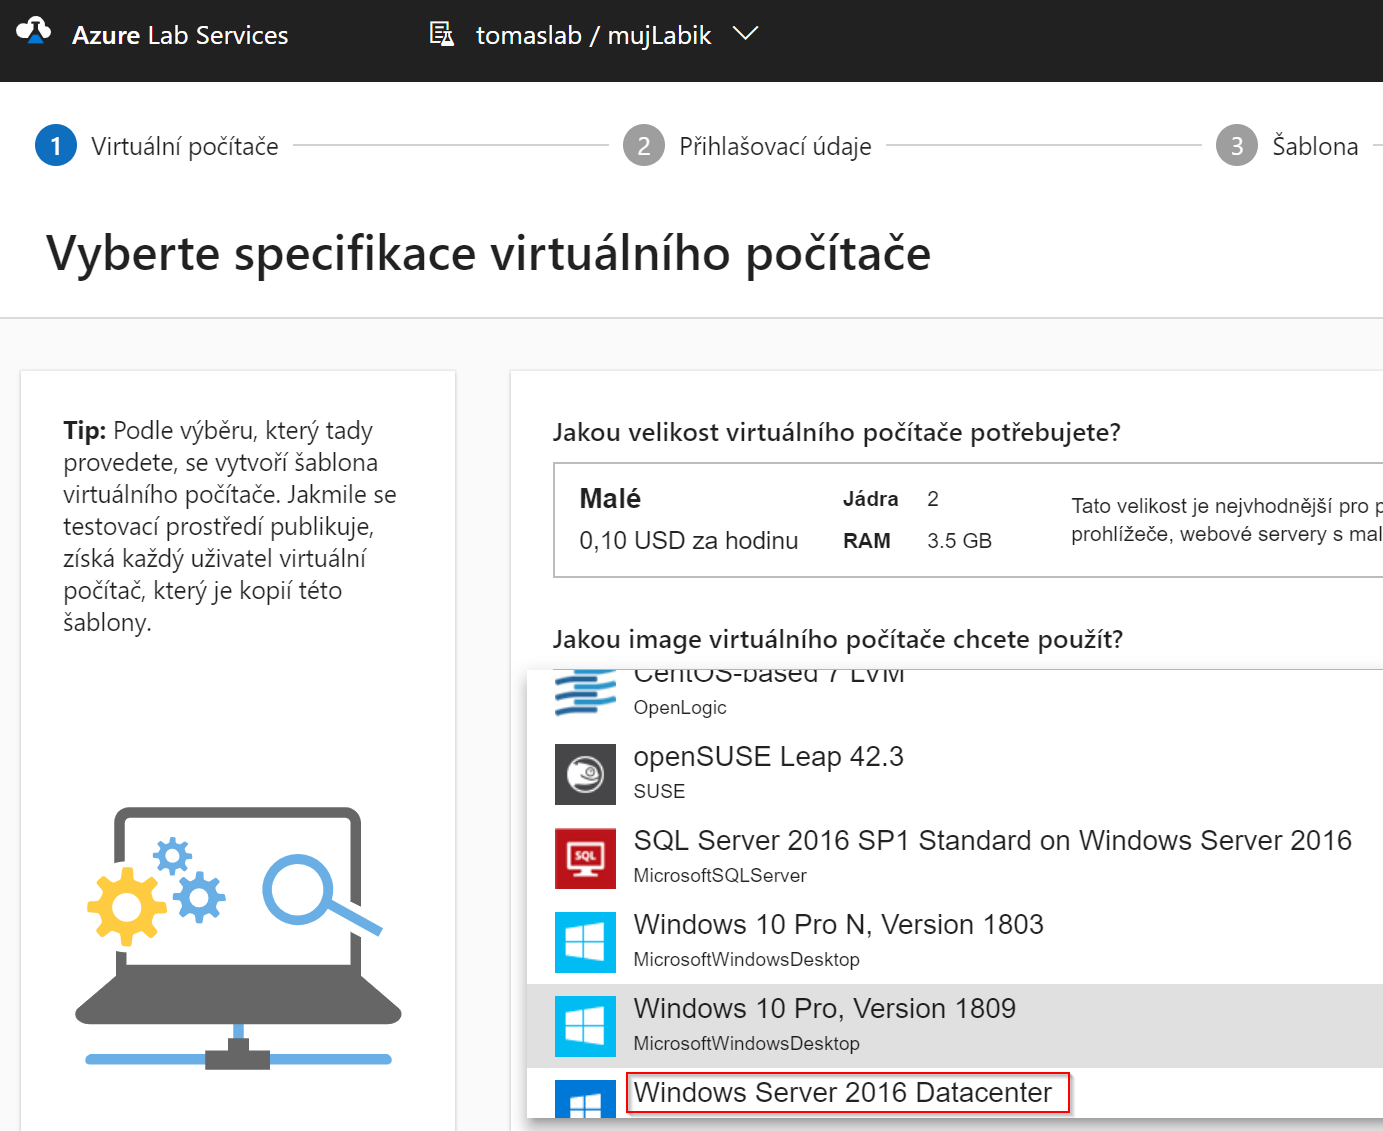 Azure Lab Services
tomaslab / mujLabik
1 Virtuální počítače
2 Přihlašovací údaje
3 Šablona
Vyberte specifikace virtuálního počítače
Tip: Podle výběru, který tady
provedete, se vytvoří šablona
virtuálního počítače. Jakmile se
testovací prostředí publikuje,
získá každý uživatel virtuální
počítač, který je kopií této
šablony.
Jakou velikost virtuálního počítače potřebujete?
Malé
0,10 USD za hodinu
Jádra 2
RAM 3.5 GB
Tato velikost je nejvhodnější pro
prohlížeče, webové servery s mal
Jakou image virtuálního počítače chcete použít?
CentOS-based 7 LVM
OpenLogic
openSUSE Leap 42.3
SUSE
SQL
SQL Server 2016 SP1 Standard on Windows Server 2016
MicrosoftSQLServer
Windows 10 Pro N, Version 1803
MicrosoftWindowsDesktop
Windows 10 Pro, Version 1809
MicrosoftWindowsDesktop
Windows Server 2016 Datacenter